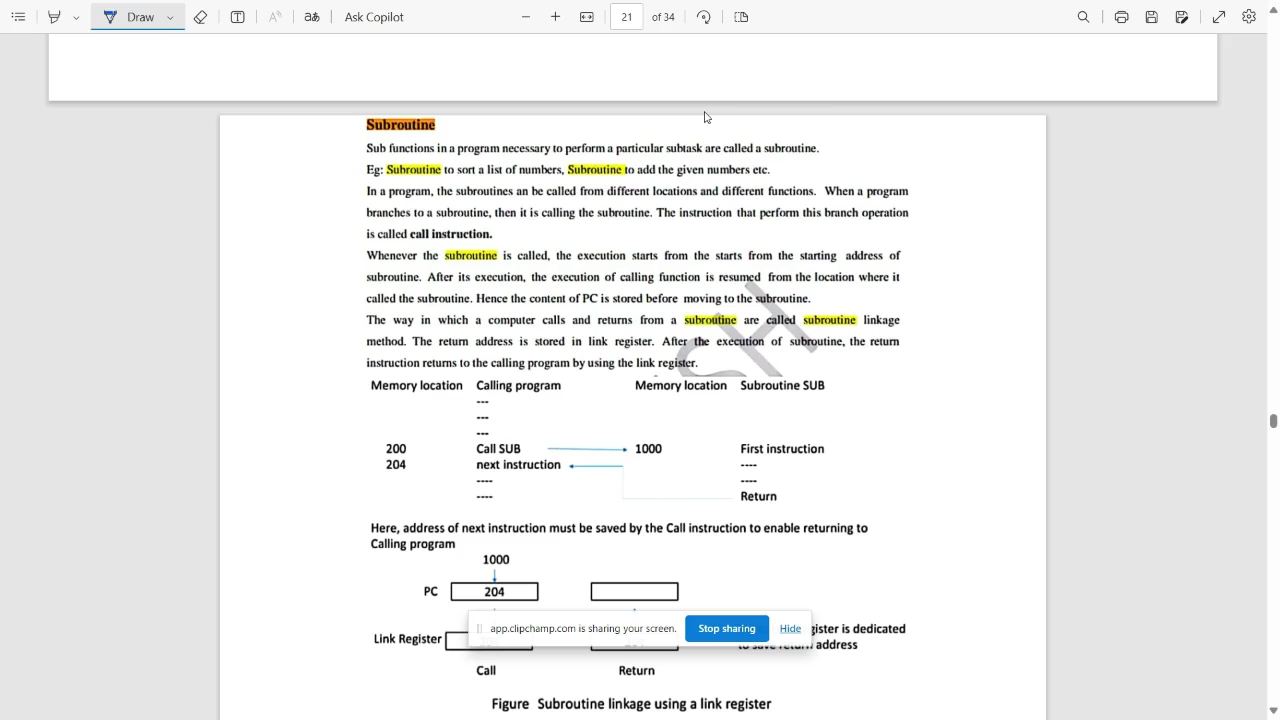 Draw
Ask Copilot
21 of 34
Subroutine
Sub functions in a program necessary to perform a particular subtask are called a subroutine.
Eg: Subroutine to sort a list of numbers, Subroutine to add the given numbers etc.
In a program, the subroutines an be called from different locations and different functions. When a program
branches to a subroutine, then it is calling the subroutine. The instruction that perform this branch operation
is called call instruction.
Whenever the subroutine is called, the execution starts from the starts from the starting address of
subroutine. After its execution, the execution of calling function is resumed from the location where it
called the subroutine. Hence the content of PC is stored before moving to the subroutine.
The way in which a computer calls and returns from a subroutine are called subroutine linkage
method. The return address is stored in link register. After the execution of subroutine, the return
instruction returns to the calling program by using the link register.
SH
Memory location Calling program Memory location Subroutine SUB
---
---
---
200 Call SUB 1000 First instruction
204 next instruction ----
---- ----
---- Return
Here, address of next instruction must be saved by the Call instruction to enable returning to
Calling program
1000
PC 204
app.clipchamp.com is sharing your screen. Stop sharing Hide
Link Register
gister is dedicated
to save return address
Call Return
Figure Subroutine linkage using a link register